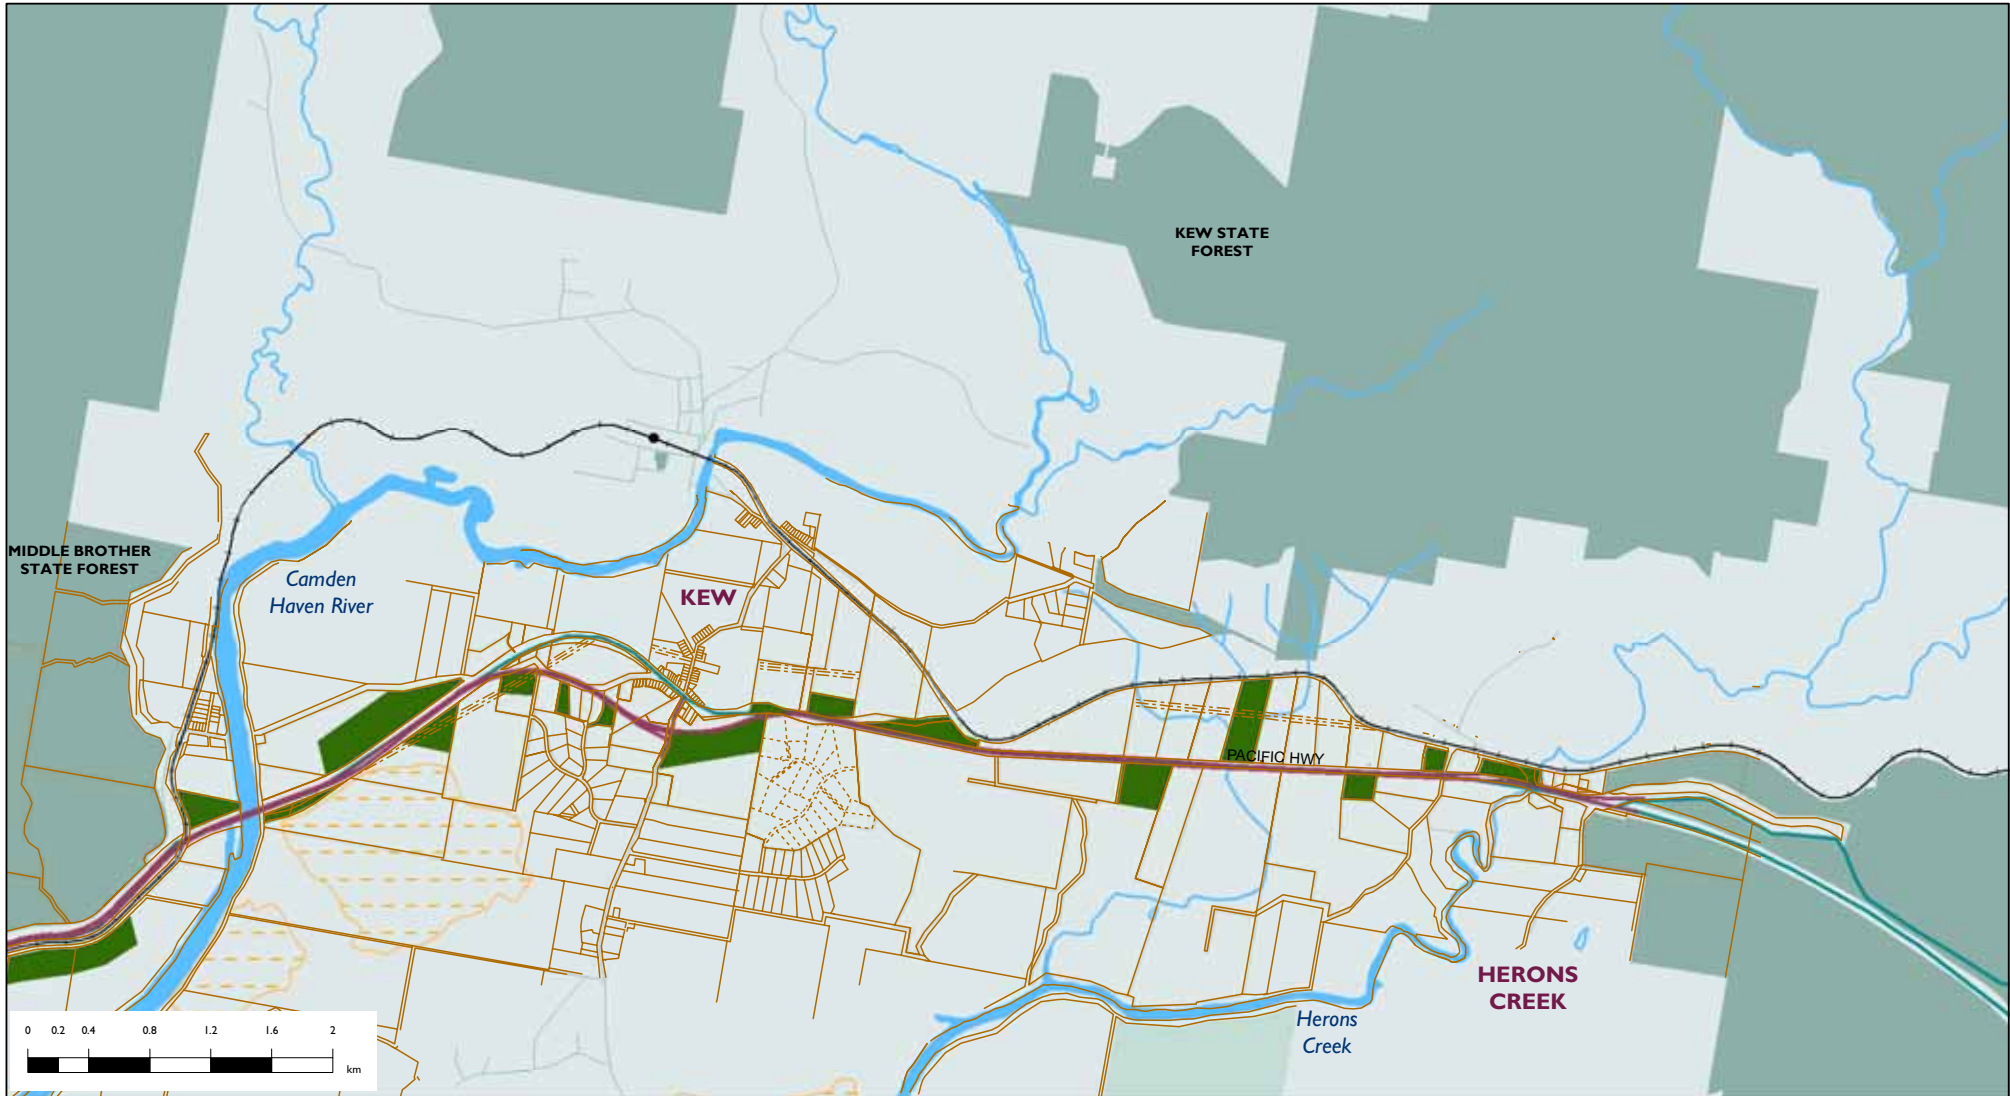 KEW STATE
FOREST
MIDDLE BROTHER
STATE FOREST
Camden
Haven River
KEW
PACIFIC HWY
HERONS
CREEK
Herons
Creek
0 0.2 0.4 0.8 1.2 1.6 2
km